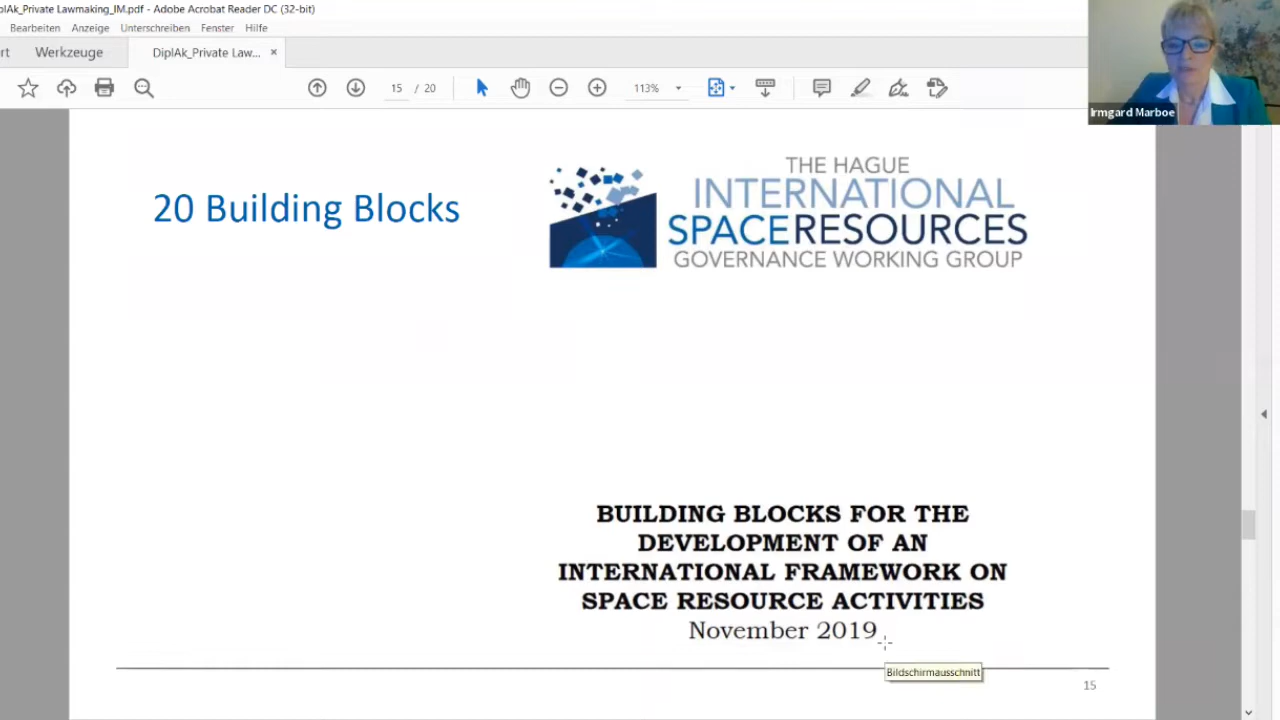 plAk_Private Lawmaking_IM.pdf - Adobe Acrobat Reader DC (32-bit)
Bearbeiten Anzeige Unterschreiben Fenster Hilfe
rt Werkzeuge DiplAk_Private Law... ×
15 / 20 113%
Irmgard Marboe
20 Building Blocks
THE HAGUE
INTERNATIONAL
SPACERESOURCES
GOVERNANCE WORKING GROUP
BUILDING BLOCKS FOR THE
DEVELOPMENT OF AN
INTERNATIONAL FRAMEWORK ON
SPACE RESOURCE ACTIVITIES
November 2019
Bildschirmausschnitt
15